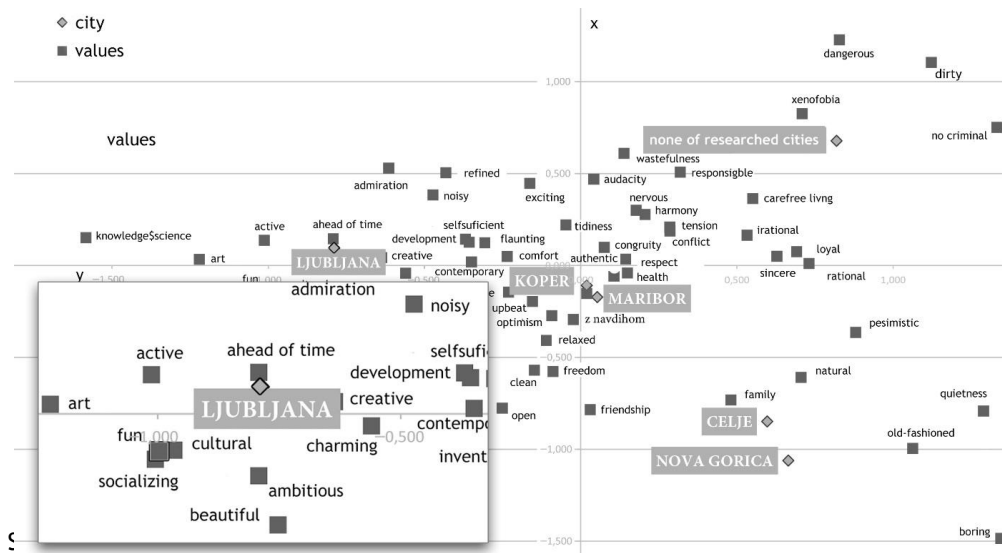 city
values
x
1,000
dangerous
dirty
xenofobia
values
none of researched cities
no criminal
wastefulness
refined
0,500
responsigble
admiration
noisy
exciting
audacity
nervous
carefree livng
harmony
ahead of time
selfsuficient
tidiness
tension
active
knowledge$science
development
flaunting
conflict
irational
congruity
loyal
creative
comfort
art
LJUBLJANA
authentic
respect
sincere
rational
contemporary
health
y
fun
0,500
1,000
KOPER
MARIBOR
upbeat
optimism
z navdihom
pesimistic
relaxed
-0,500
clean
freedom
natural
open
friendship
family
quietness
CELJE
old-fashoned
-1,000
NOVA GORICA
boring
-1,500
admiration
noisy
active
ahead of time
selfsufi
development
art
creative
LJUBLJANA
contempo
-1,000
-0,500
fun
cultural
charming
invent
socializing
ambitious
beautiful